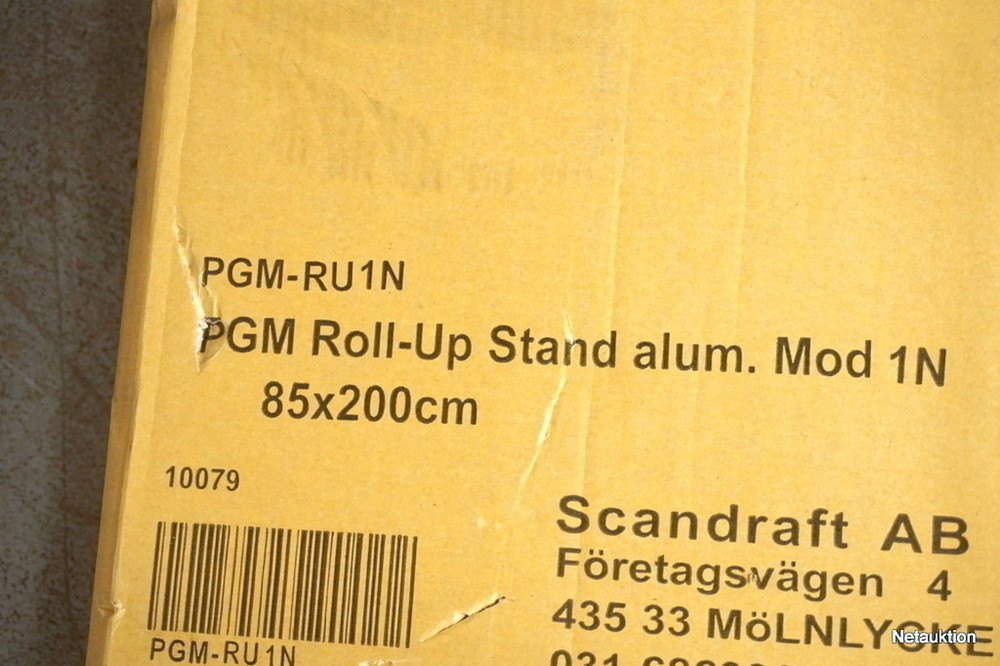 PGM-RU1N
PGM Roll-Up Stand alum. Mod 1N
85x200cm
10079
PGM-RU1N
Scandraft AB
Företagsvägen 4
435 33 MöLNLYCKE
031
Netauktion